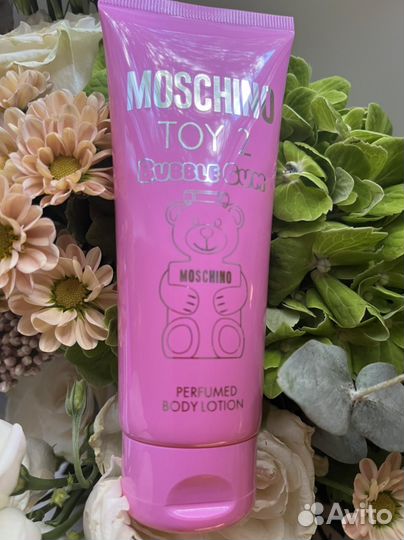 MOSCHINO
TOY 2
BUBBLE GUM
MOSCHINO
PERFUMED
BODY LOTION
Avito